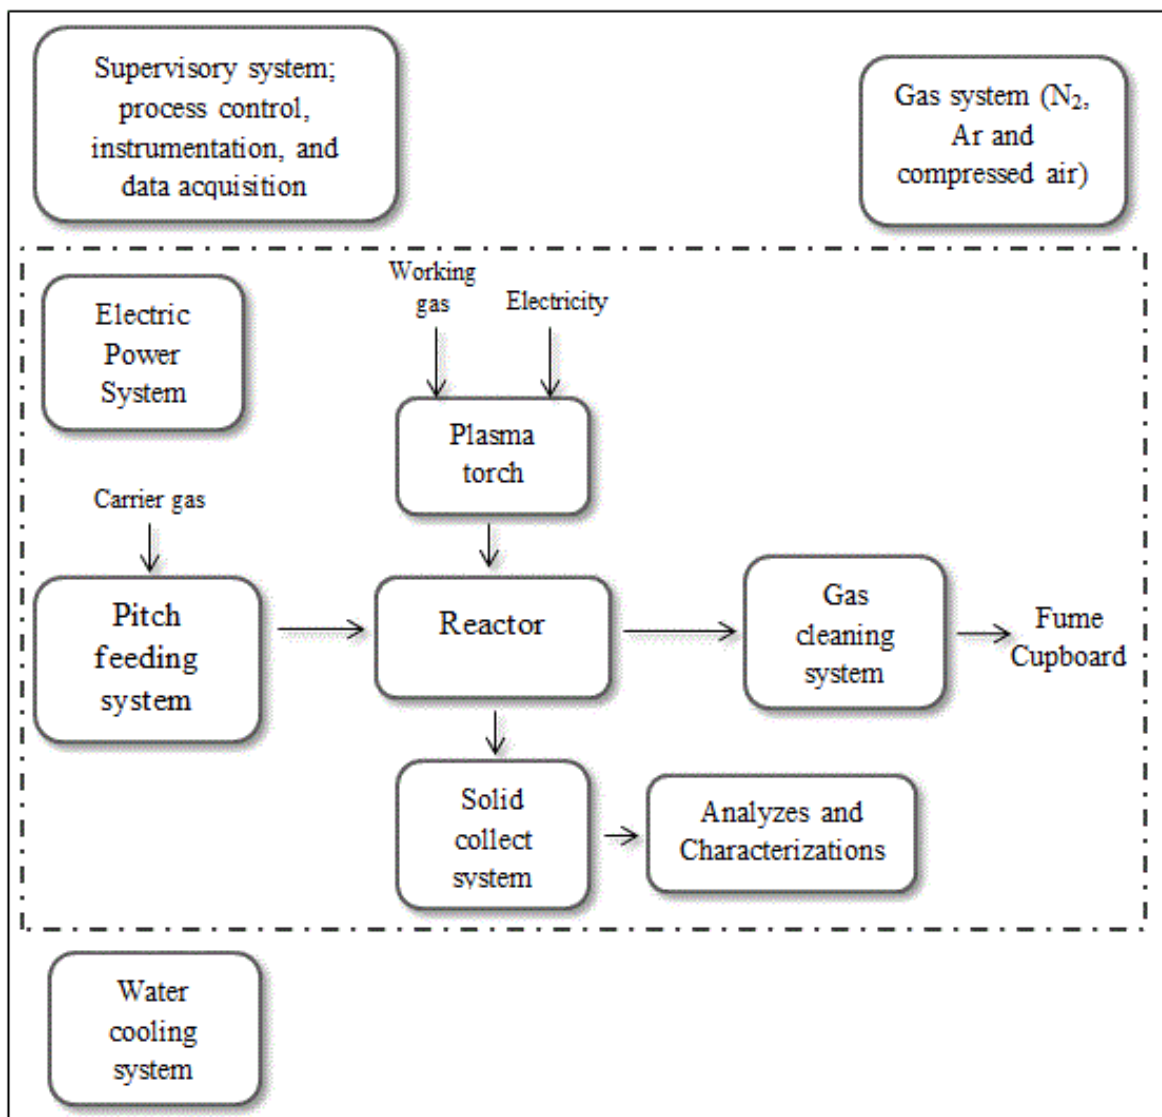 Supervisory system;
process control,
instrumentation, and
data acquisition
Gas system (N₂,
Ar and
compressed air)
Electric
Power
System
Working
gas
Electricity
Plasma
torch
Carrier gas
Pitch
feeding
system
Reactor
Gas
cleaning
system
Fume
Cupboard
Solid
collect
system
Analyzes and
Characterizations
Water
cooling
system